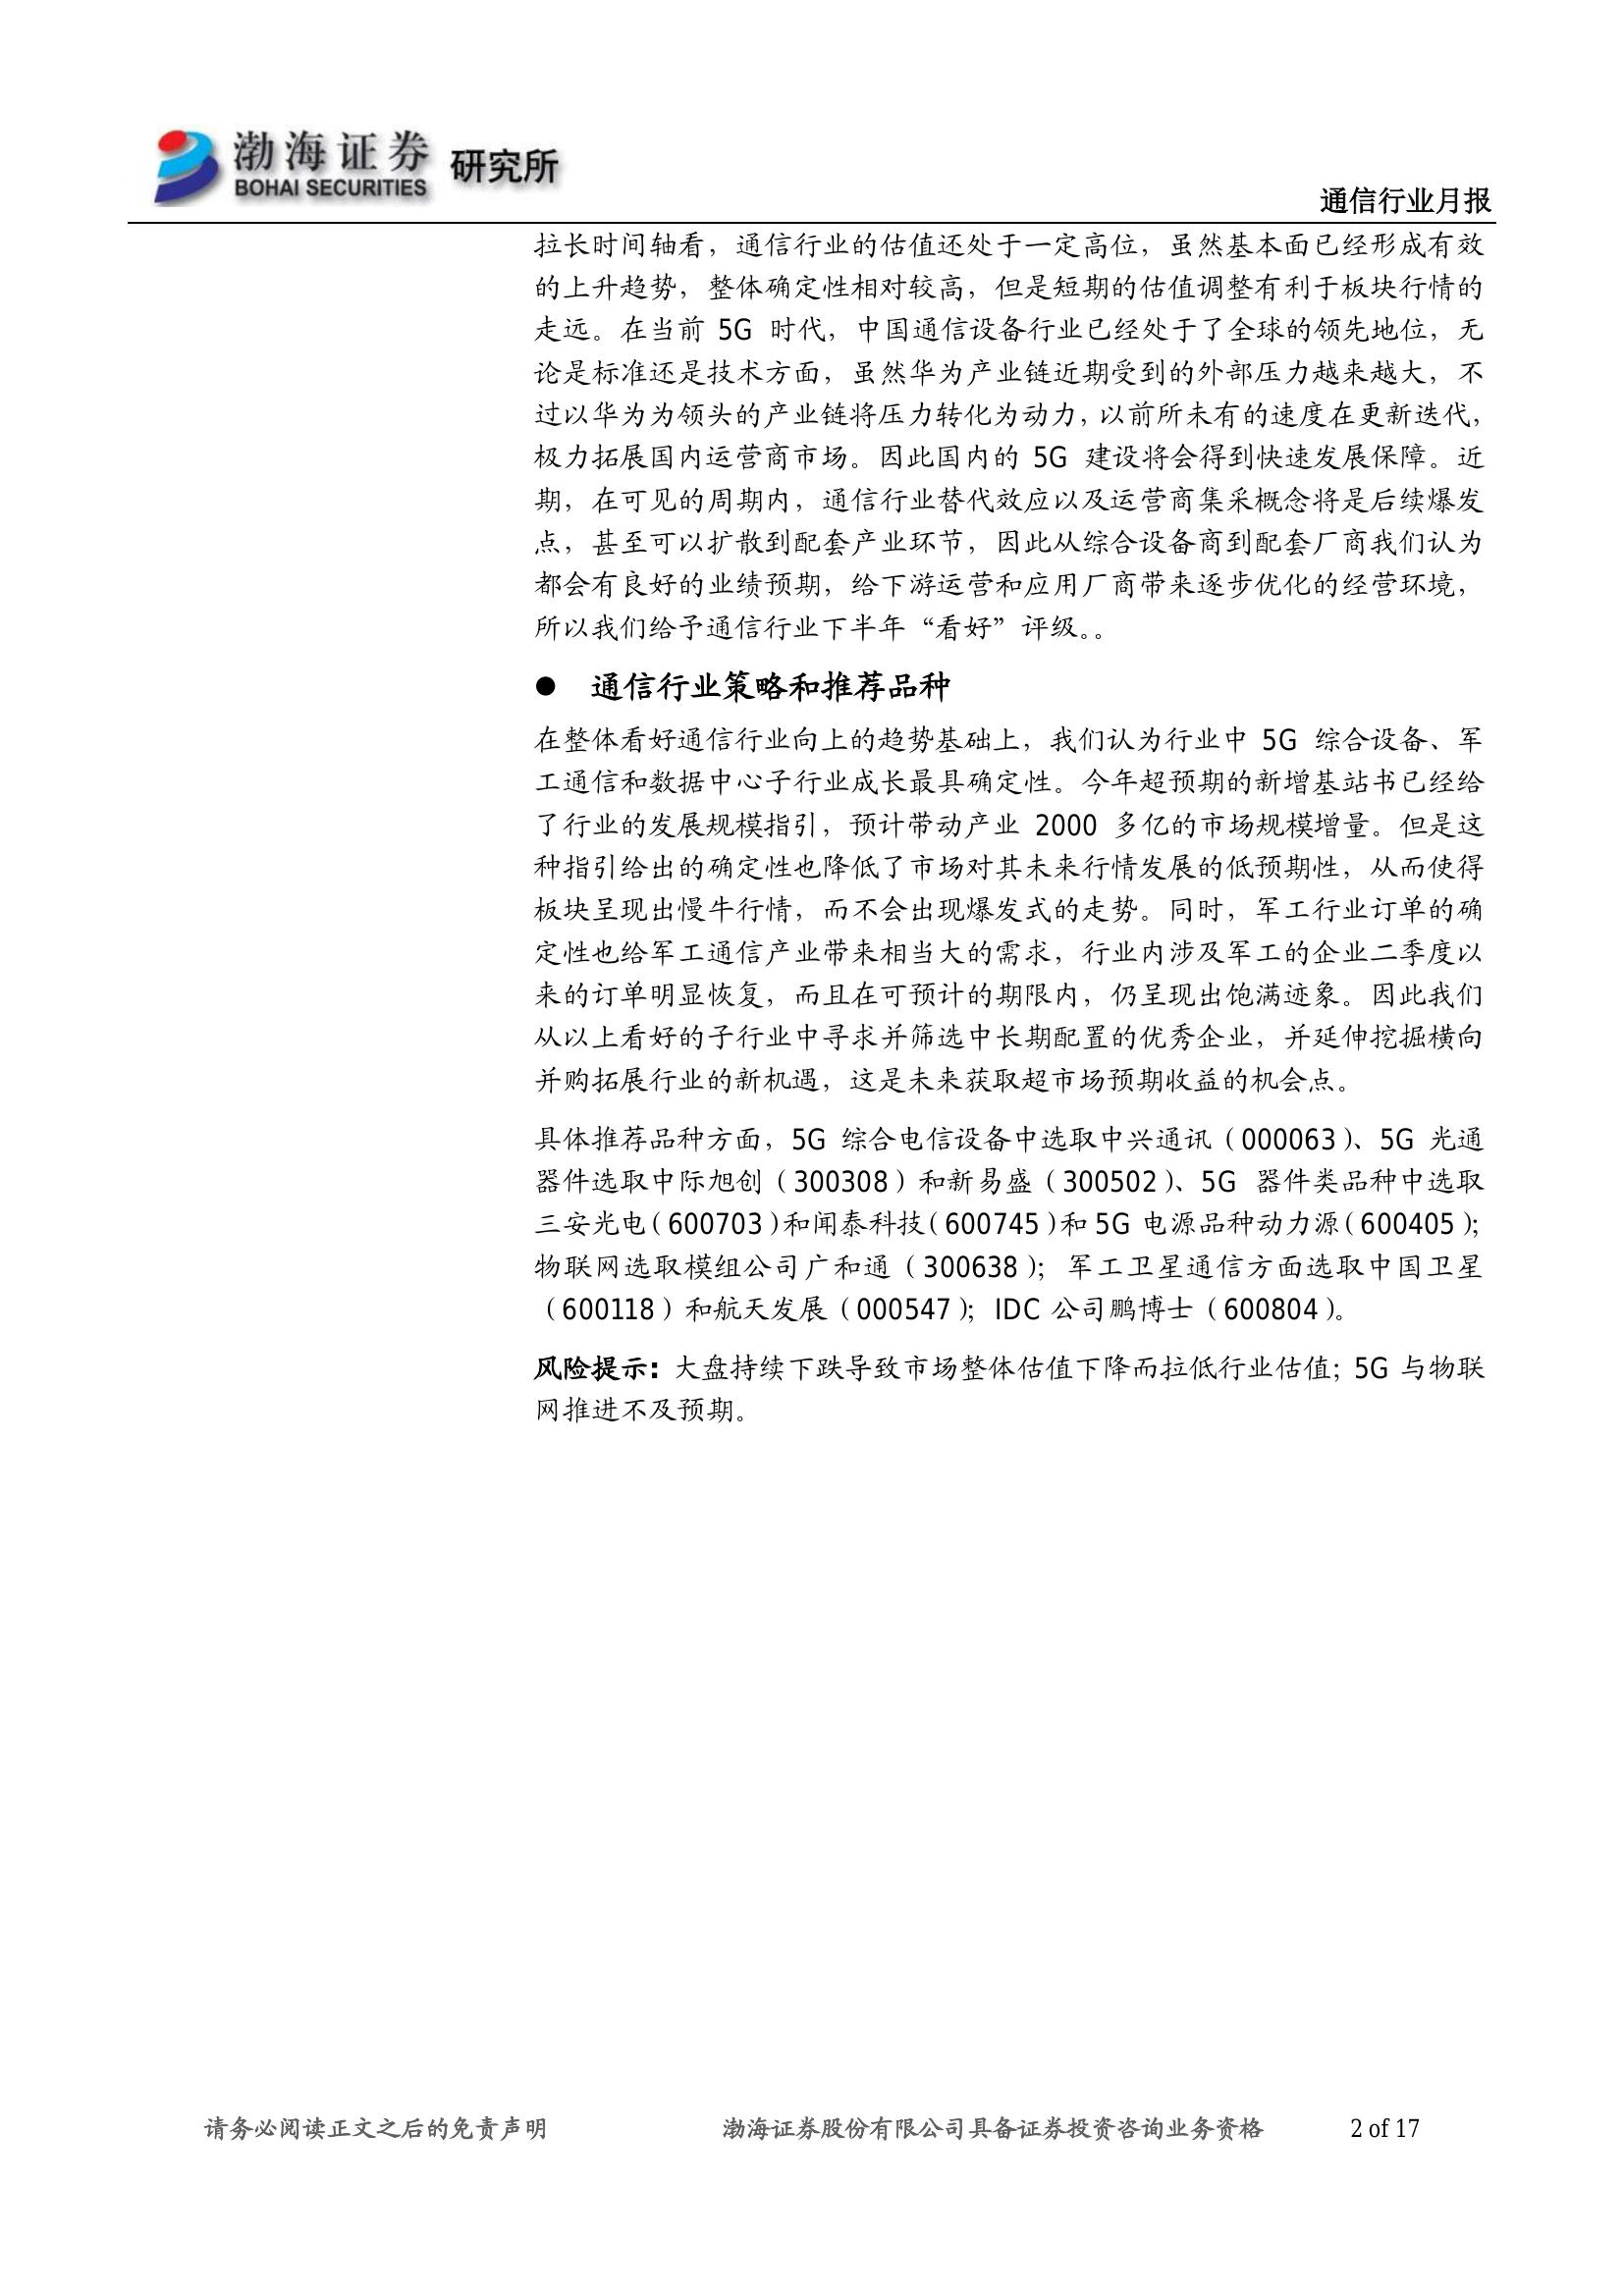 渤海证券 研究所
BOHAI SECURITIES
通信行业月报
拉长时间轴看，通信行业的估值还处于一定高位，虽然基本面已经形成有效
的上升趋势，整体确定性相对较高，但是短期的估值调整有利于板块行情的
走远。在当前 5G 时代，中国通信设备行业已经处于了全球的领先地位，无
论是标准还是技术方面，虽然华为产业链近期受到的外部压力越来越大，不
过以华为为领头的产业链将压力转化为动力，以前所未有的速度在更新迭代，
极力拓展国内运营商市场。因此国内的 5G 建设将会得到快速发展保障。近
期，在可见的周期内，通信行业替代效应以及运营商集采概念将是后续爆发
点，甚至可以扩散到配套产业环节，因此从综合设备商到配套厂商我们认为
都会有良好的业绩预期，给下游运营和应用厂商带来逐步优化的经营环境，
所以我们给予通信行业下半年“看好”评级。。
● 通信行业策略和推荐品种
在整体看好通信行业向上的趋势基础上，我们认为行业中 5G 综合设备、军
工通信和数据中心子行业成长最具确定性。今年超预期的新增基站书已经给
了行业的发展规模指引，预计带动产业 2000 多亿的市场规模增量。但是这
种指引给出的确定性也降低了市场对其未来行情发展的低预期性，从而使得
板块呈现出慢牛行情，而不会出现爆发式的走势。同时，军工行业订单的确
定性也给军工通信产业带来相当大的需求，行业内涉及军工的企业二季度以
来的订单明显恢复，而且在可预计的期限内，仍呈现出饱满迹象。因此我们
从以上看好的子行业中寻求并筛选中长期配置的优秀企业，并延伸挖掘横向
并购拓展行业的新机遇，这是未来获取超市场预期收益的机会点。
具体推荐品种方面，5G 综合电信设备中选取中兴通讯（000063）、5G 光通
器件选取中际旭创（300308）和新易盛（300502）、5G 器件类品种中选取
三安光电（600703）和闻泰科技（600745）和 5G 电源品种动力源（600405）；
物联网选取模组公司广和通（300638）；军工卫星通信方面选取中国卫星
（600118）和航天发展（000547）；IDC 公司鹏博士（600804）。
风险提示：大盘持续下跌导致市场整体估值下降而拉低行业估值；5G 与物联
网推进不及预期。
请务必阅读正文之后的免责声明 渤海证券股份有限公司具备证券投资咨询业务资格 2 of 17